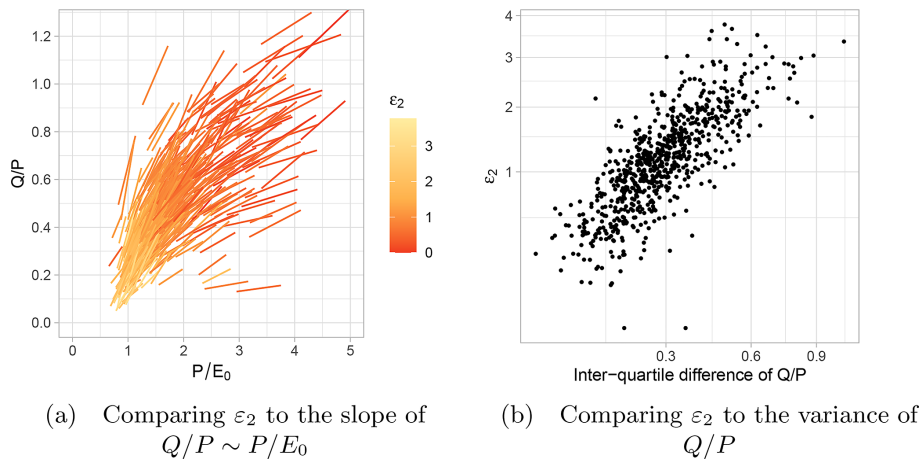 1.2
1.0
0.8
0.6
0.4
0.2
0.0
Q/P
0 1 2 3 4 5
P/E₀
ε₂
3
2
1
0
4
3
2
1
ε₂
0.3 0.6 0.9
Inter−quartile difference of Q/P
(a) Comparing ε₂ to the slope of
Q/P ∼ P/E₀
(b) Comparing ε₂ to the variance of
Q/P